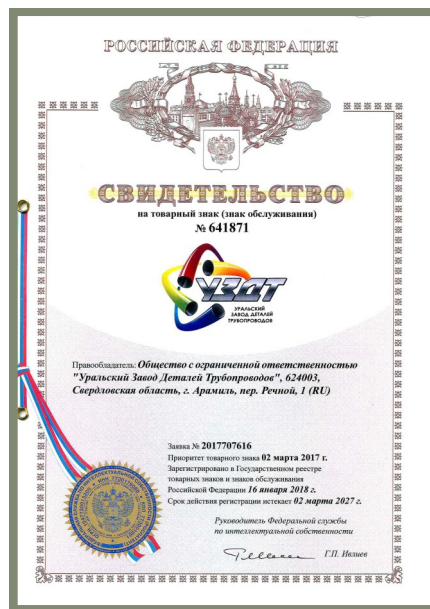 РОССИЙСКАЯ ФЕДЕРАЦИЯ
СВИДЕТЕЛЬСТВО
на товарный знак (знак обслуживания)
№ 641871
УЗДТ
УРАЛЬСКИЙ
ЗАВОД ДЕТАЛЕЙ
ТРУБОПРОВОДОВ
Правообладатель: Общество с ограниченной ответственностью
"Уральский Завод Деталей Трубопроводов", 624003,
Свердловская область, г. Арамиль, пер. Речной, 1 (RU)
Заявка № 2017707616
Приоритет товарного знака 02 марта 2017 г.
Зарегистрировано в Государственном реестре
товарных знаков и знаков обслуживания
Российской Федерации 16 января 2018 г.
Срок действия регистрации истекает 02 марта 2027 г.
Руководитель Федеральной службы
по интеллектуальной собственности
Г.П. Ивлиев